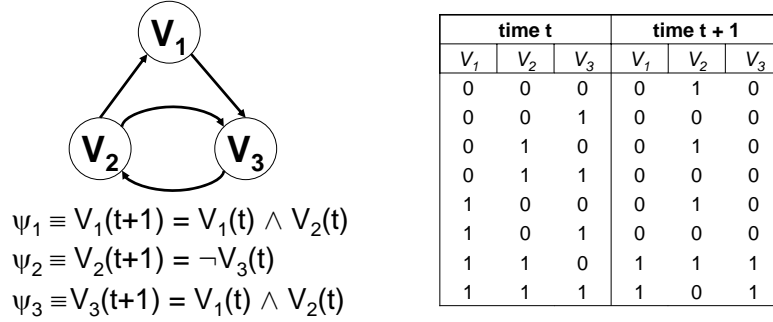 V₁
V₂ V₃
ψ₁ ≡ V₁(t+1) = V₁(t) ∧ V₂(t)
ψ₂ ≡ V₂(t+1) = ¬V₃(t)
ψ₃ ≡V₃(t+1) = V₁(t) ∧ V₂(t)
time t time t + 1
V₁ V₂ V₃ V₁ V₂ V₃
0 0 0 0 1 0
0 0 1 0 0 0
0 1 0 0 1 0
0 1 1 0 0 0
1 0 0 0 1 0
1 0 1 0 0 0
1 1 0 1 1 1
1 1 1 1 0 1